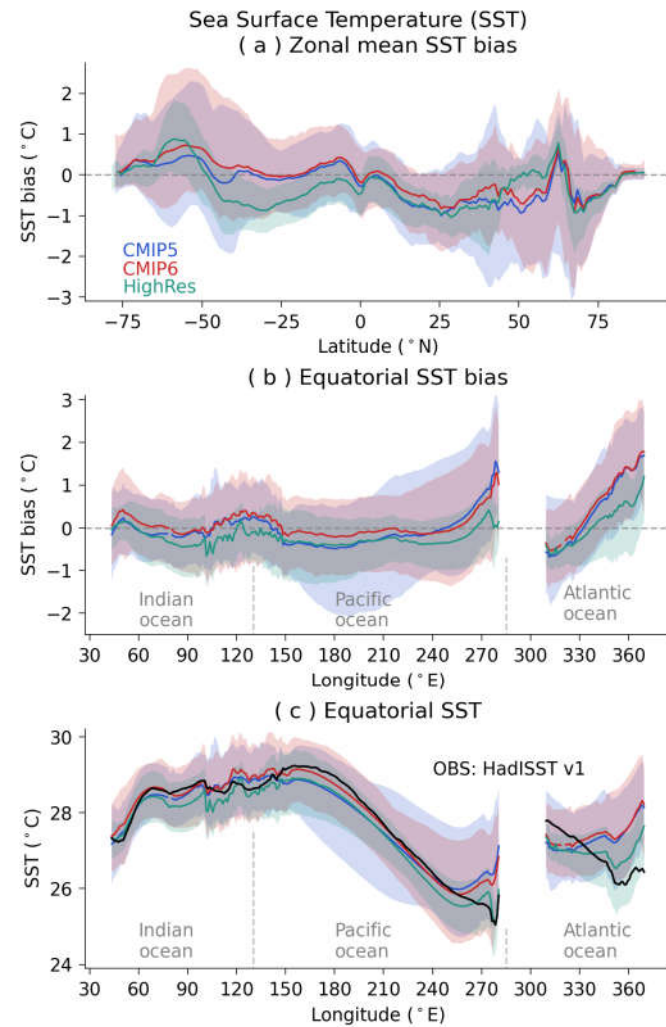 Sea Surface Temperature (SST)
( a ) Zonal mean SST bias
SST bias ( ° C)
2
1
0
−1
−2
−3
CMIP5
CMIP6
HighRes
−75 −50 −25 0 25 50 75
Latitude ( ° N)
( b ) Equatorial SST bias
SST bias ( ° C)
3
2
1
0
−1
−2
Indian
ocean
Pacific
ocean
Atlantic
ocean
30 60 90 120 150 180 210 240 260 300 330 360
Longitude ( ° E)
( c ) Equatorial SST
SST ( ° C)
30
28
26
24
OBS: HadISST v1
Indian
ocean
Pacific
ocean
Atlantic
ocean
30 60 90 120 150 180 210 240 260 300 330 360
Longitude ( ° E)